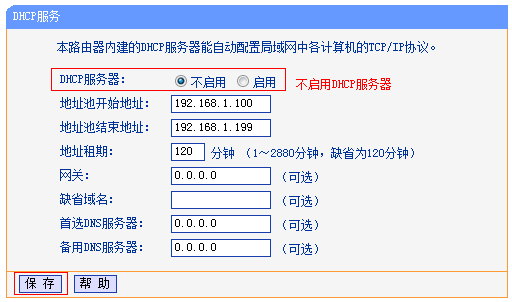 DHCP服务
本路由器内建的DHCP服务器能自动配置局域网中各计算机的TCP/IP协议。
DHCP服务器： 不启用 启用 不启用DHCP服务器
地址池开始地址： 192.168.1.100
地址池结束地址： 192.168.1.199
地址租期： 120 分钟 （1～2880分钟，缺省为120分钟）
网关： 0.0.0.0 （可选）
缺省域名： （可选）
首选DNS服务器： 0.0.0.0 （可选）
备用DNS服务器： 0.0.0.0 （可选）
保 存 帮 助